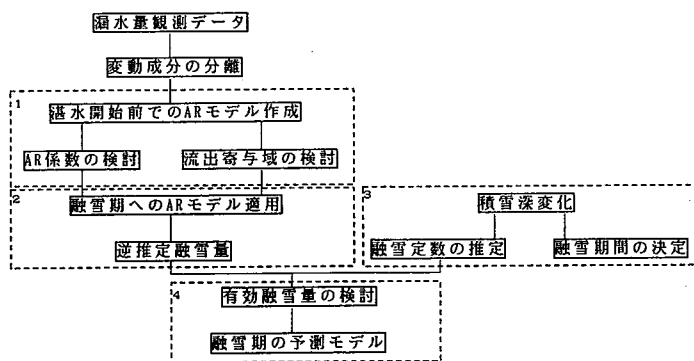 漏水量観測データ
変動成分の分離
1
湛水開始前でのARモデル作成
AR係数の検討
流出寄与域の検討
2
融雪期へのARモデル適用
逆推定融雪量
3
積雪深変化
融雪定数の推定
融雪期間の決定
4
有効融雪量の検討
融雪期の予測モデル